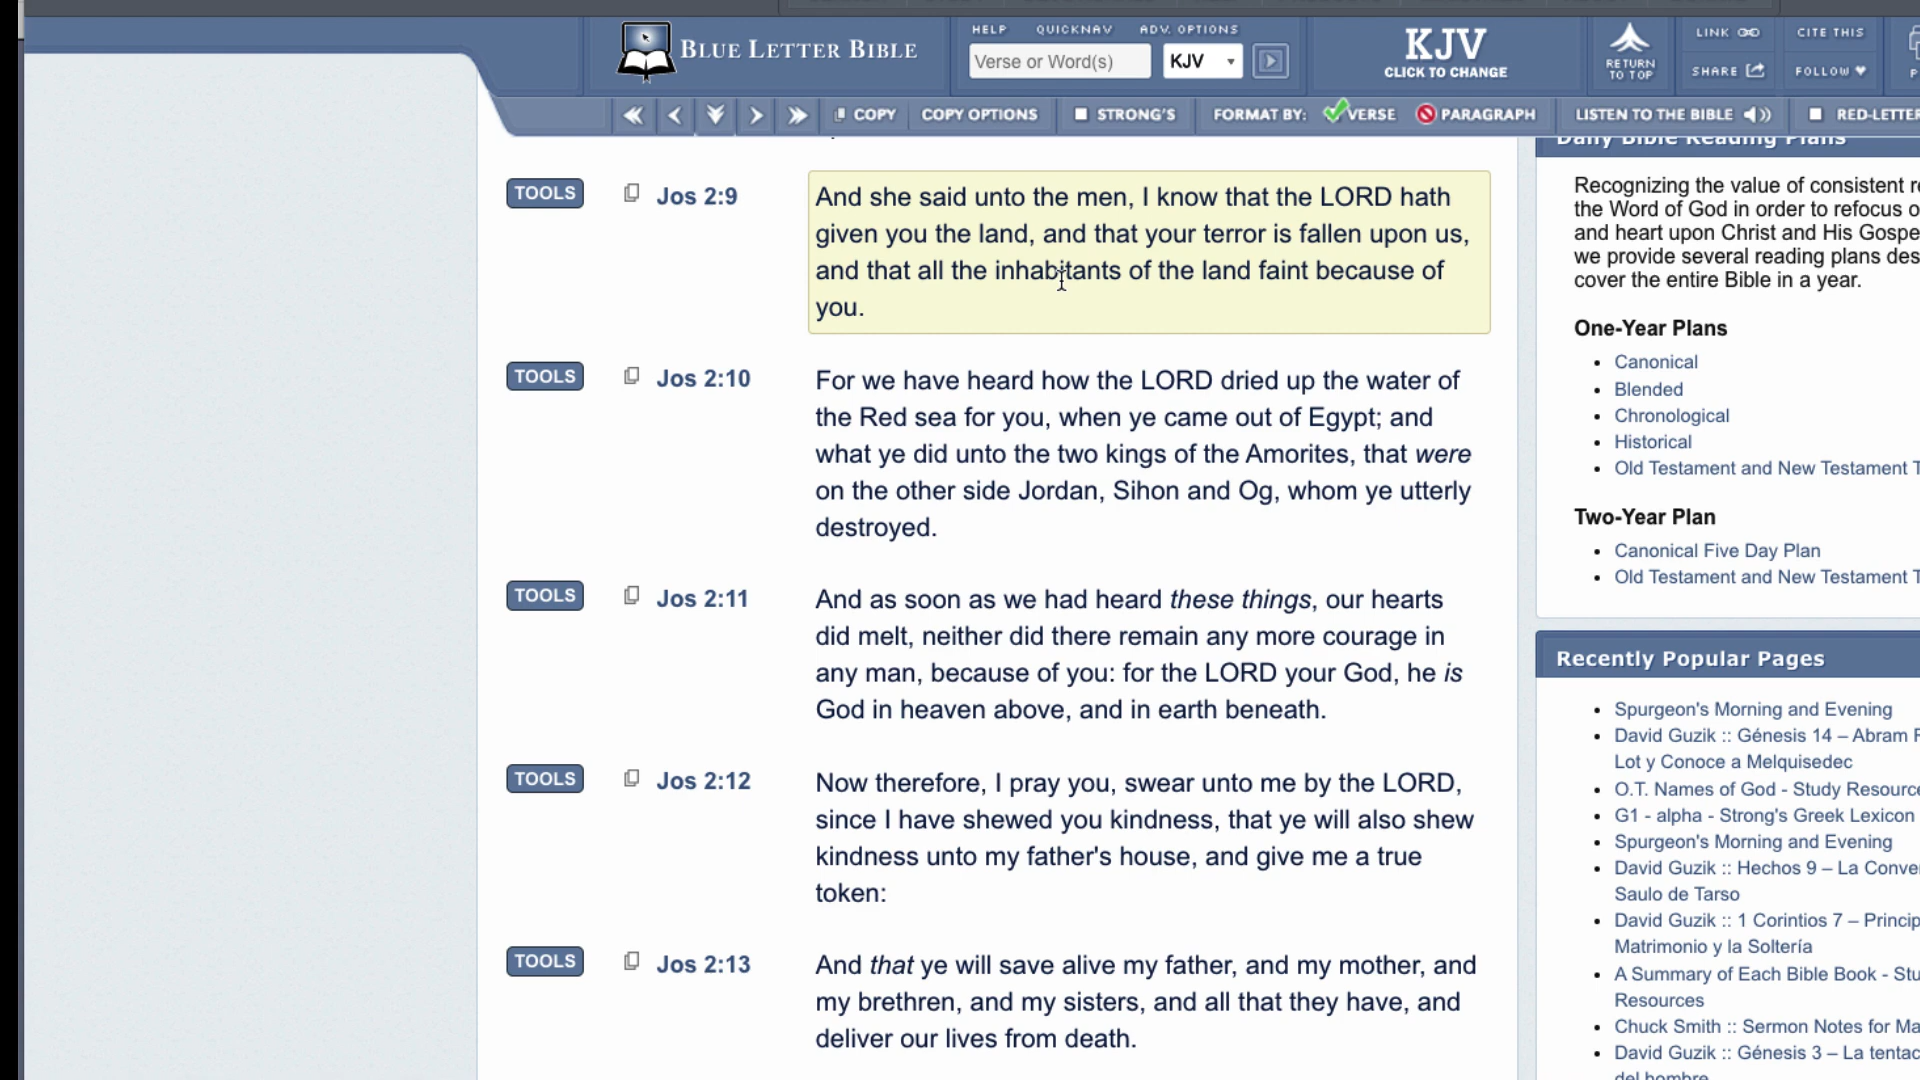 BLUE LETTER BIBLE
HELP QUICKNAV ADV. OPTIONS
Verse or Word(s) KJV
KJV
CLICK TO CHANGE
RETURN
TO TOP
LINK
SHARE
CITE THIS
FOLLOW
COPY COPY OPTIONS STRONG'S FORMAT BY: VERSE PARAGRAPH LISTEN TO THE BIBLE RED-LETTER
TOOLS Jos 2:9
And she said unto the men, I know that the LORD hath
given you the land, and that your terror is fallen upon us,
and that all the inhabitants of the land faint because of
you.
TOOLS Jos 2:10
For we have heard how the LORD dried up the water of
the Red sea for you, when ye came out of Egypt; and
what ye did unto the two kings of the Amorites, that were
on the other side Jordan, Sihon and Og, whom ye utterly
destroyed.
TOOLS Jos 2:11
And as soon as we had heard these things, our hearts
did melt, neither did there remain any more courage in
any man, because of you: for the LORD your God, he is
God in heaven above, and in earth beneath.
TOOLS Jos 2:12
Now therefore, I pray you, swear unto me by the LORD,
since I have shewed you kindness, that ye will also shew
kindness unto my father's house, and give me a true
token:
TOOLS Jos 2:13
And that ye will save alive my father, and my mother, and
my brethren, and my sisters, and all that they have, and
deliver our lives from death.
Daily Bible Reading Plans
Recognizing the value of consistent
the Word of God in order to refocus
and heart upon Christ and His
we provide several reading plans
cover the entire Bible in a year.
One-Year Plans
Canonical
Blended
Chronological
Historical
Old Testament and New Testament
Two-Year Plan
Canonical Five Day Plan
Old Testament and New Testament
Recently Popular Pages
Spurgeon's Morning and Evening
David Guzik :: Génesis 14 – Abram
Lot y Conoce a Melquisedec
O.T. Names of God - Study
G1 - alpha - Strong's Greek Lexicon
Spurgeon's Morning and Evening
David Guzik :: Hechos 9 – La
Saulo de Tarso
David Guzik :: 1 Corintios 7 –
Matrimonio y la Soltería
A Summary of Each Bible Book -
Resources
Chuck Smith :: Sermon Notes for
David Guzik :: Génesis 3 – La
del hombre